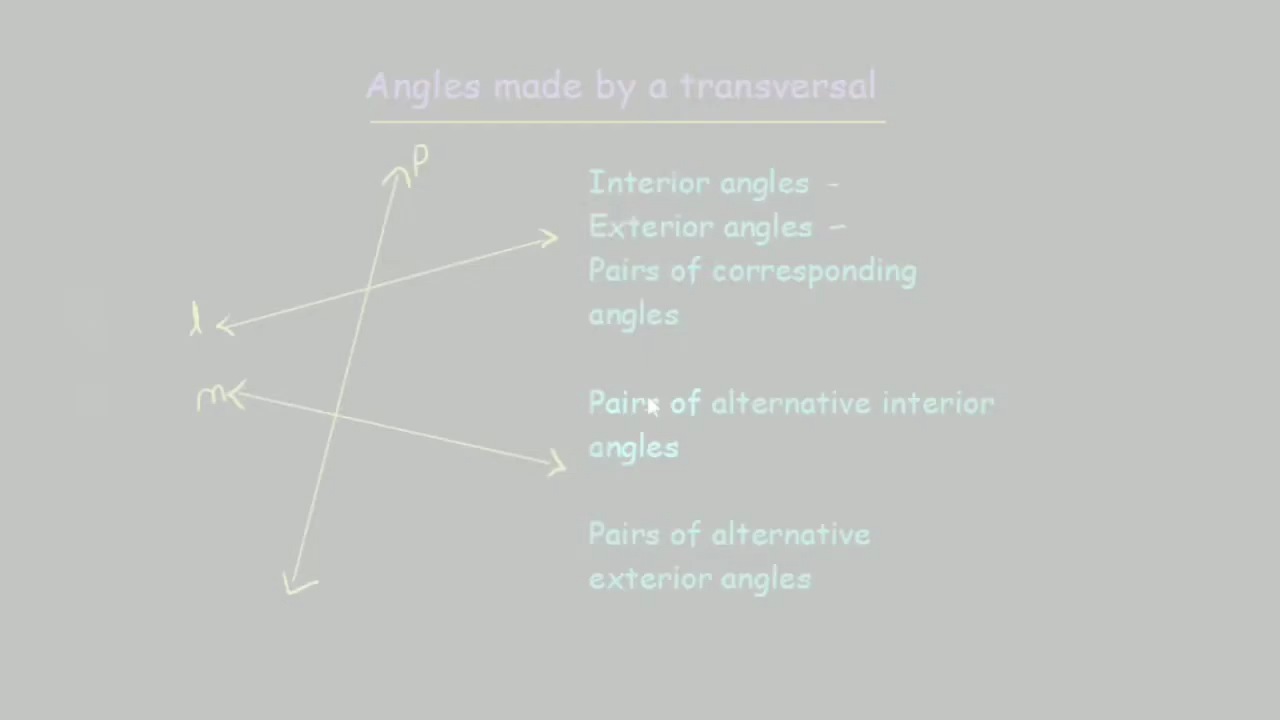 Angles made by a transversal
p
Interior angles -
Exterior angles -
Pairs of corresponding
angles
l
m
Pairs of alternative interior
angles
Pairs of alternative
exterior angles